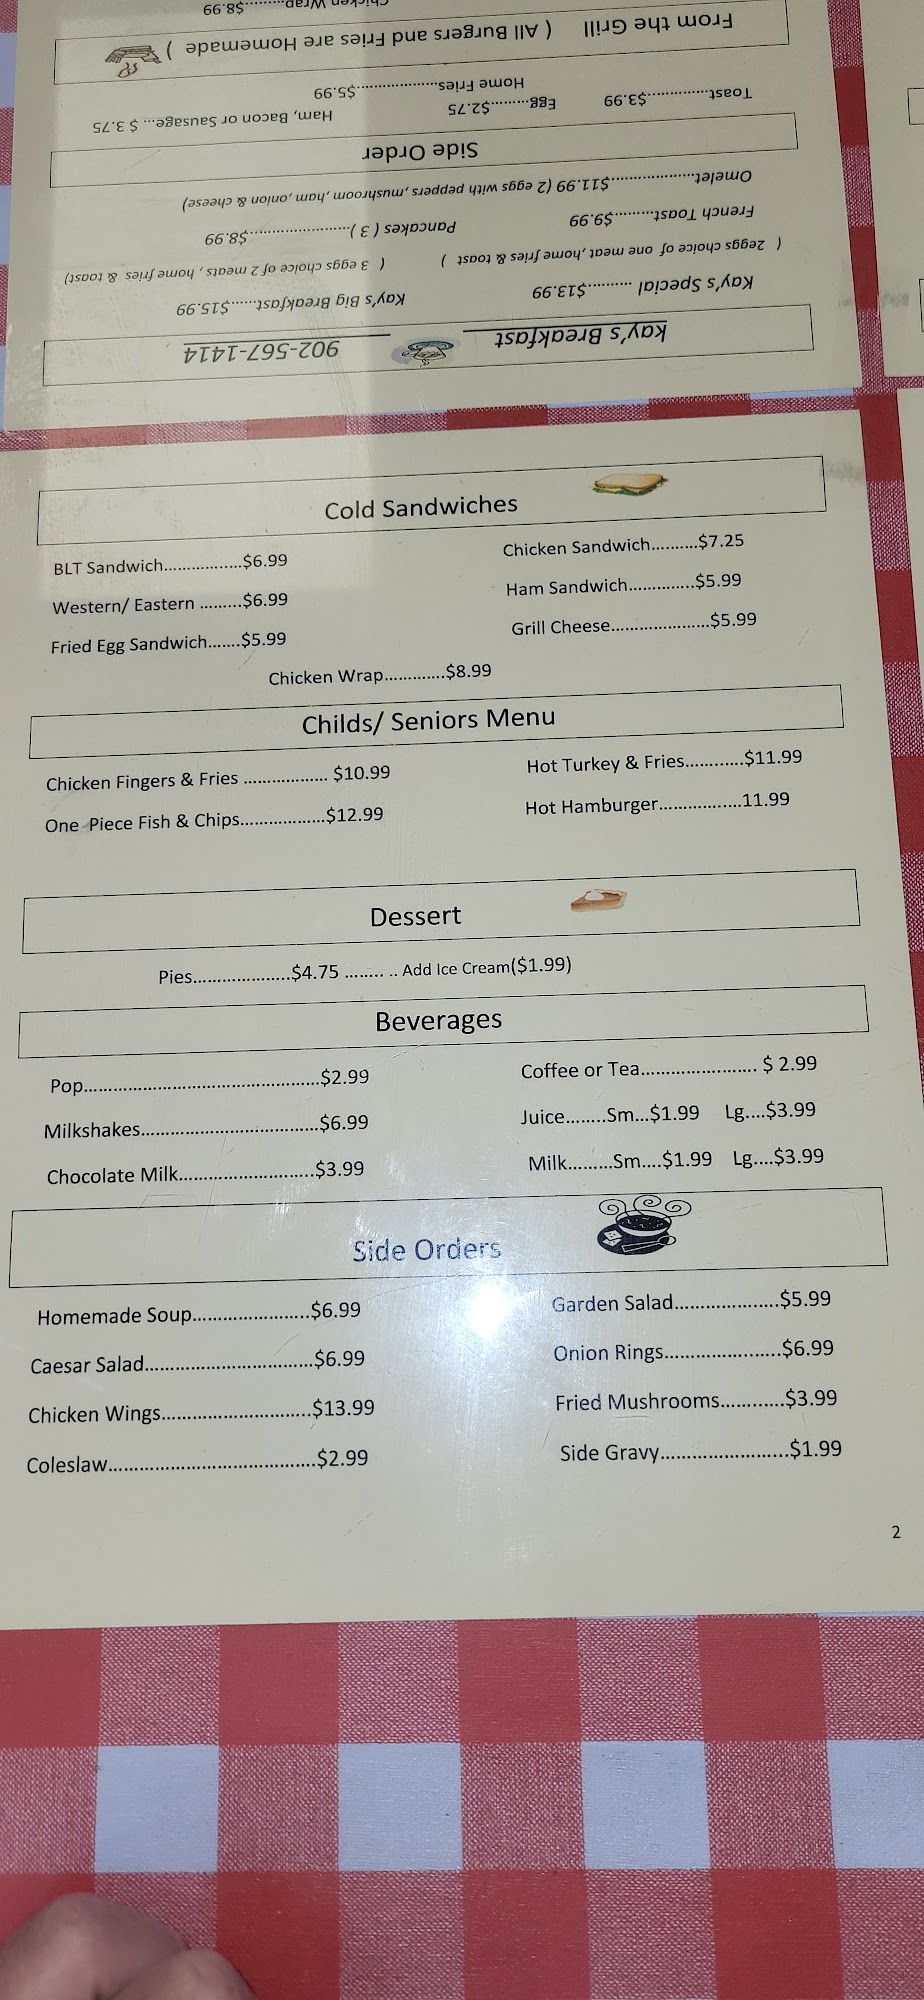 kay's Breakfast 902-567-1414
Kay's Special ...........$13.99 Kay's Big Breakfast.......$15.99
( 2eggs choice of one meat,home fries & toast ) ( 3 eggs choice of 2 meats , home fries & toast)
French Toast..........$9.99 Pancakes ( 3 ).........................$8.99
Omelet......................$11.99 (2 eggs with peppers ,mushroom,ham ,onion & cheese)
Side Order
Toast...............$3.99 Egg.........$2.75 Ham, Bacon or Sausage... $ 3.75
Home Fries....................$5.99
From the Grill ( All Burgers and Fries are Homemade )
Chicken Wrap..........$8.99
Cold Sandwiches
BLT Sandwich.................$6.99 Chicken Sandwich..........$7.25
Western/ Eastern .........$6.99 Ham Sandwich..............$5.99
Fried Egg Sandwich.......$5.99 Grill Cheese.....................$5.99
Chicken Wrap.............$8.99
Childs/ Seniors Menu
Chicken Fingers & Fries .................. $10.99 Hot Turkey & Fries............$11.99
One Piece Fish & Chips..................$12.99 Hot Hamburger.................11.99
Dessert
Pies.....................$4.75 ........ .. Add Ice Cream($1.99)
Beverages
Pop..................................................$2.99 Coffee or Tea....................... $ 2.99
Milkshakes......................................$6.99 Juice........Sm...$1.99 Lg....$3.99
Chocolate Milk.............................$3.99 Milk.........Sm....$1.99 Lg....$3.99
Side Orders
Homemade Soup.......................$6.99 Garden Salad.....................$5.99
Caesar Salad..................................$6.99 Onion Rings.......................$6.99
Chicken Wings..............................$13.99 Fried Mushrooms............$3.99
Coleslaw........................................$2.99 Side Gravy.........................$1.99
2